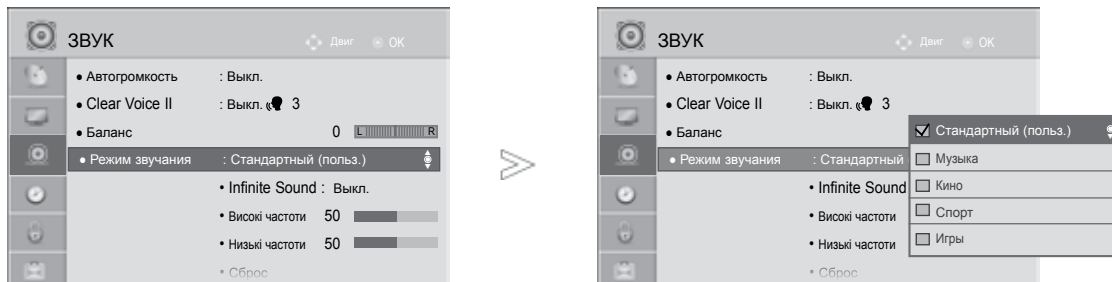 ЗВУК
Двиг ОК
• Автогромкость : Выкл.
• Clear Voice II : Выкл. 3
• Баланс 0 L R
• Режим звучания : Стандартный (польз.)
• Infinite Sound : Выкл.
• Високі частоти 50
• Низькі частоти 50
• Сброс
>
ЗВУК
Двиг ОК
• Автогромкость : Выкл.
• Clear Voice II : Выкл. 3
• Баланс
• Режим звучания : Стандартный
• Infinite Sound
• Високі частоти
• Низькі частоти
• Сброс
Стандартный (польз.)
Музыка
Кино
Спорт
Игры